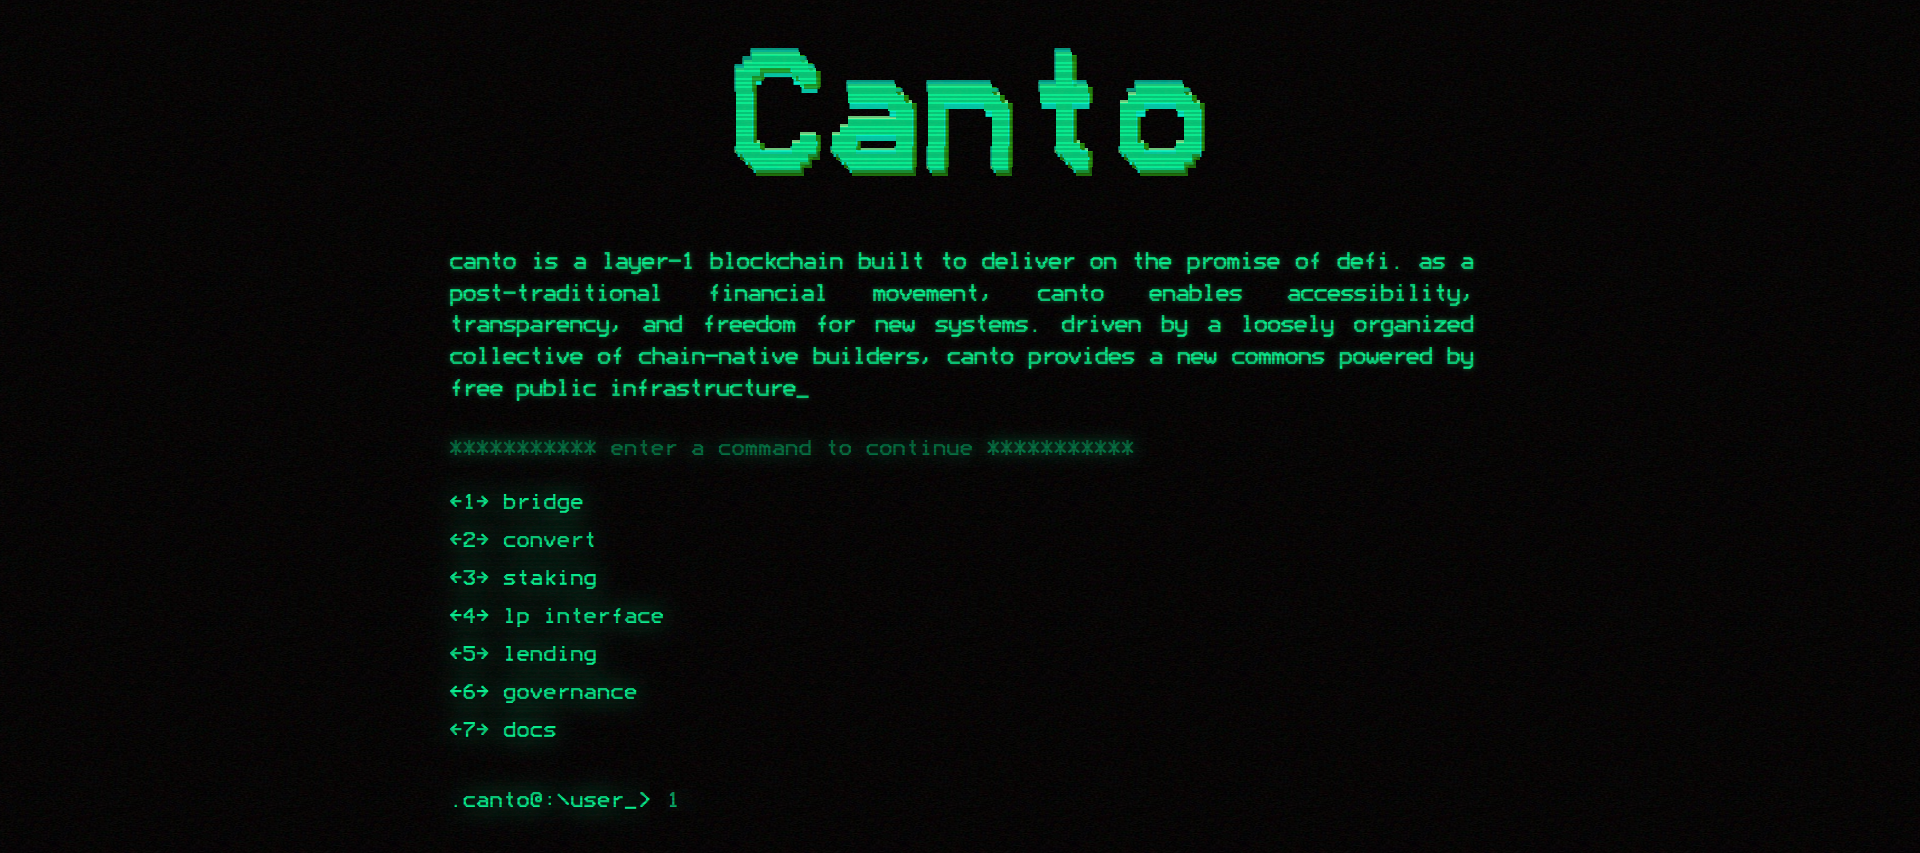 Canto
canto is a layer-1 blockchain built to deliver on the promise of defi. as a
post-traditional financial movement, canto enables accessibility,
transparency, and freedom for new systems. driven by a loosely organized
collective of chain-native builders, canto provides a new commons powered by
free public infrastructure_
*********** enter a command to continue ***********
<1> bridge
<2> convert
<3> staking
<4> lp interface
<5> lending
<6> governance
<7> docs
.canto@:\user_> 1